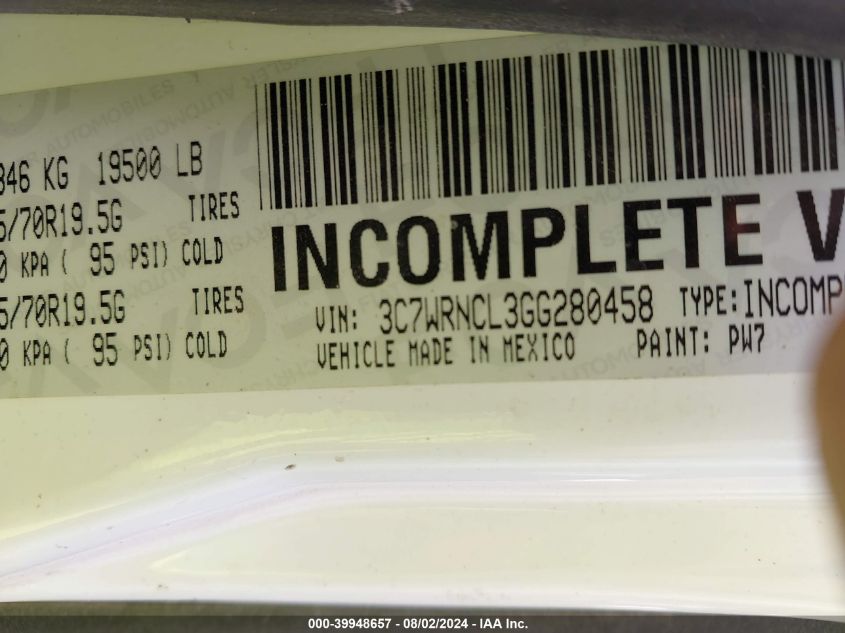 846 KG 19500 LB
5/70R19.5G TIRES
0 KPA ( 95 PSI) COLD
5/70R19.5G TIRES
0 KPA ( 95 PSI) COLD
INCOMPLETE V
VIN: 3C7WRNCL3GG280458 TYPE: INCOMP
VEHICLE MADE IN MEXICO PAINT: PW7
000-39948657 - 08/02/2024 - IAA Inc.